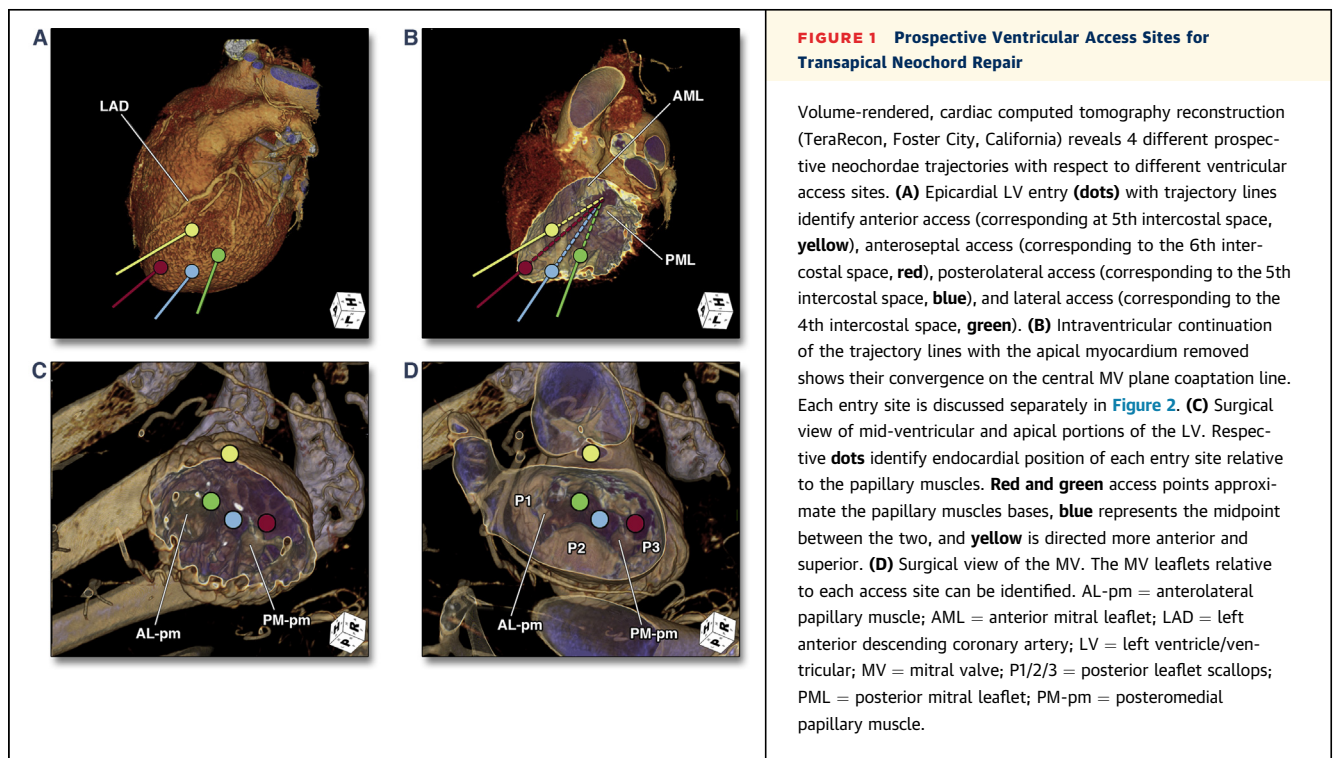 A
LAD
B
AML
PML
C
AL-pm
PM-pm
D
P1
P2
P3
AL-pm
PM-pm
FIGURE 1 Prospective Ventricular Access Sites for
Transapical Neochord Repair
Volume-rendered, cardiac computed tomography reconstruction
(TeraRecon, Foster City, California) reveals 4 different prospec-
tive neochordae trajectories with respect to different ventricular
access sites. (A) Epicardial LV entry (dots) with trajectory lines
identify anterior access (corresponding at 5th intercostal space,
yellow), anteroseptal access (corresponding to the 6th inter-
costal space, red), posterolateral access (corresponding to the 5th
intercostal space, blue), and lateral access (corresponding to the
4th intercostal space, green). (B) Intraventricular continuation
of the trajectory lines with the apical myocardium removed
shows their convergence on the central MV plane coaptation line.
Each entry site is discussed separately in Figure 2. (C) Surgical
view of mid-ventricular and apical portions of the LV. Respec-
tive dots identify endocardial position of each entry site relative
to the papillary muscles. Red and green access points approxi-
mate the papillary muscles bases, blue represents the midpoint
between the two, and yellow is directed more anterior and
superior. (D) Surgical view of the MV. The MV leaflets relative
to each access site can be identified. AL-pm = anterolateral
papillary muscle; AML = anterior mitral leaflet; LAD = left
anterior descending coronary artery; LV = left ventricle/ven-
tricular; MV = mitral valve; P1/2/3 = posterior leaflet scallops;
PML = posterior mitral leaflet; PM-pm = posteromedial
papillary muscle.